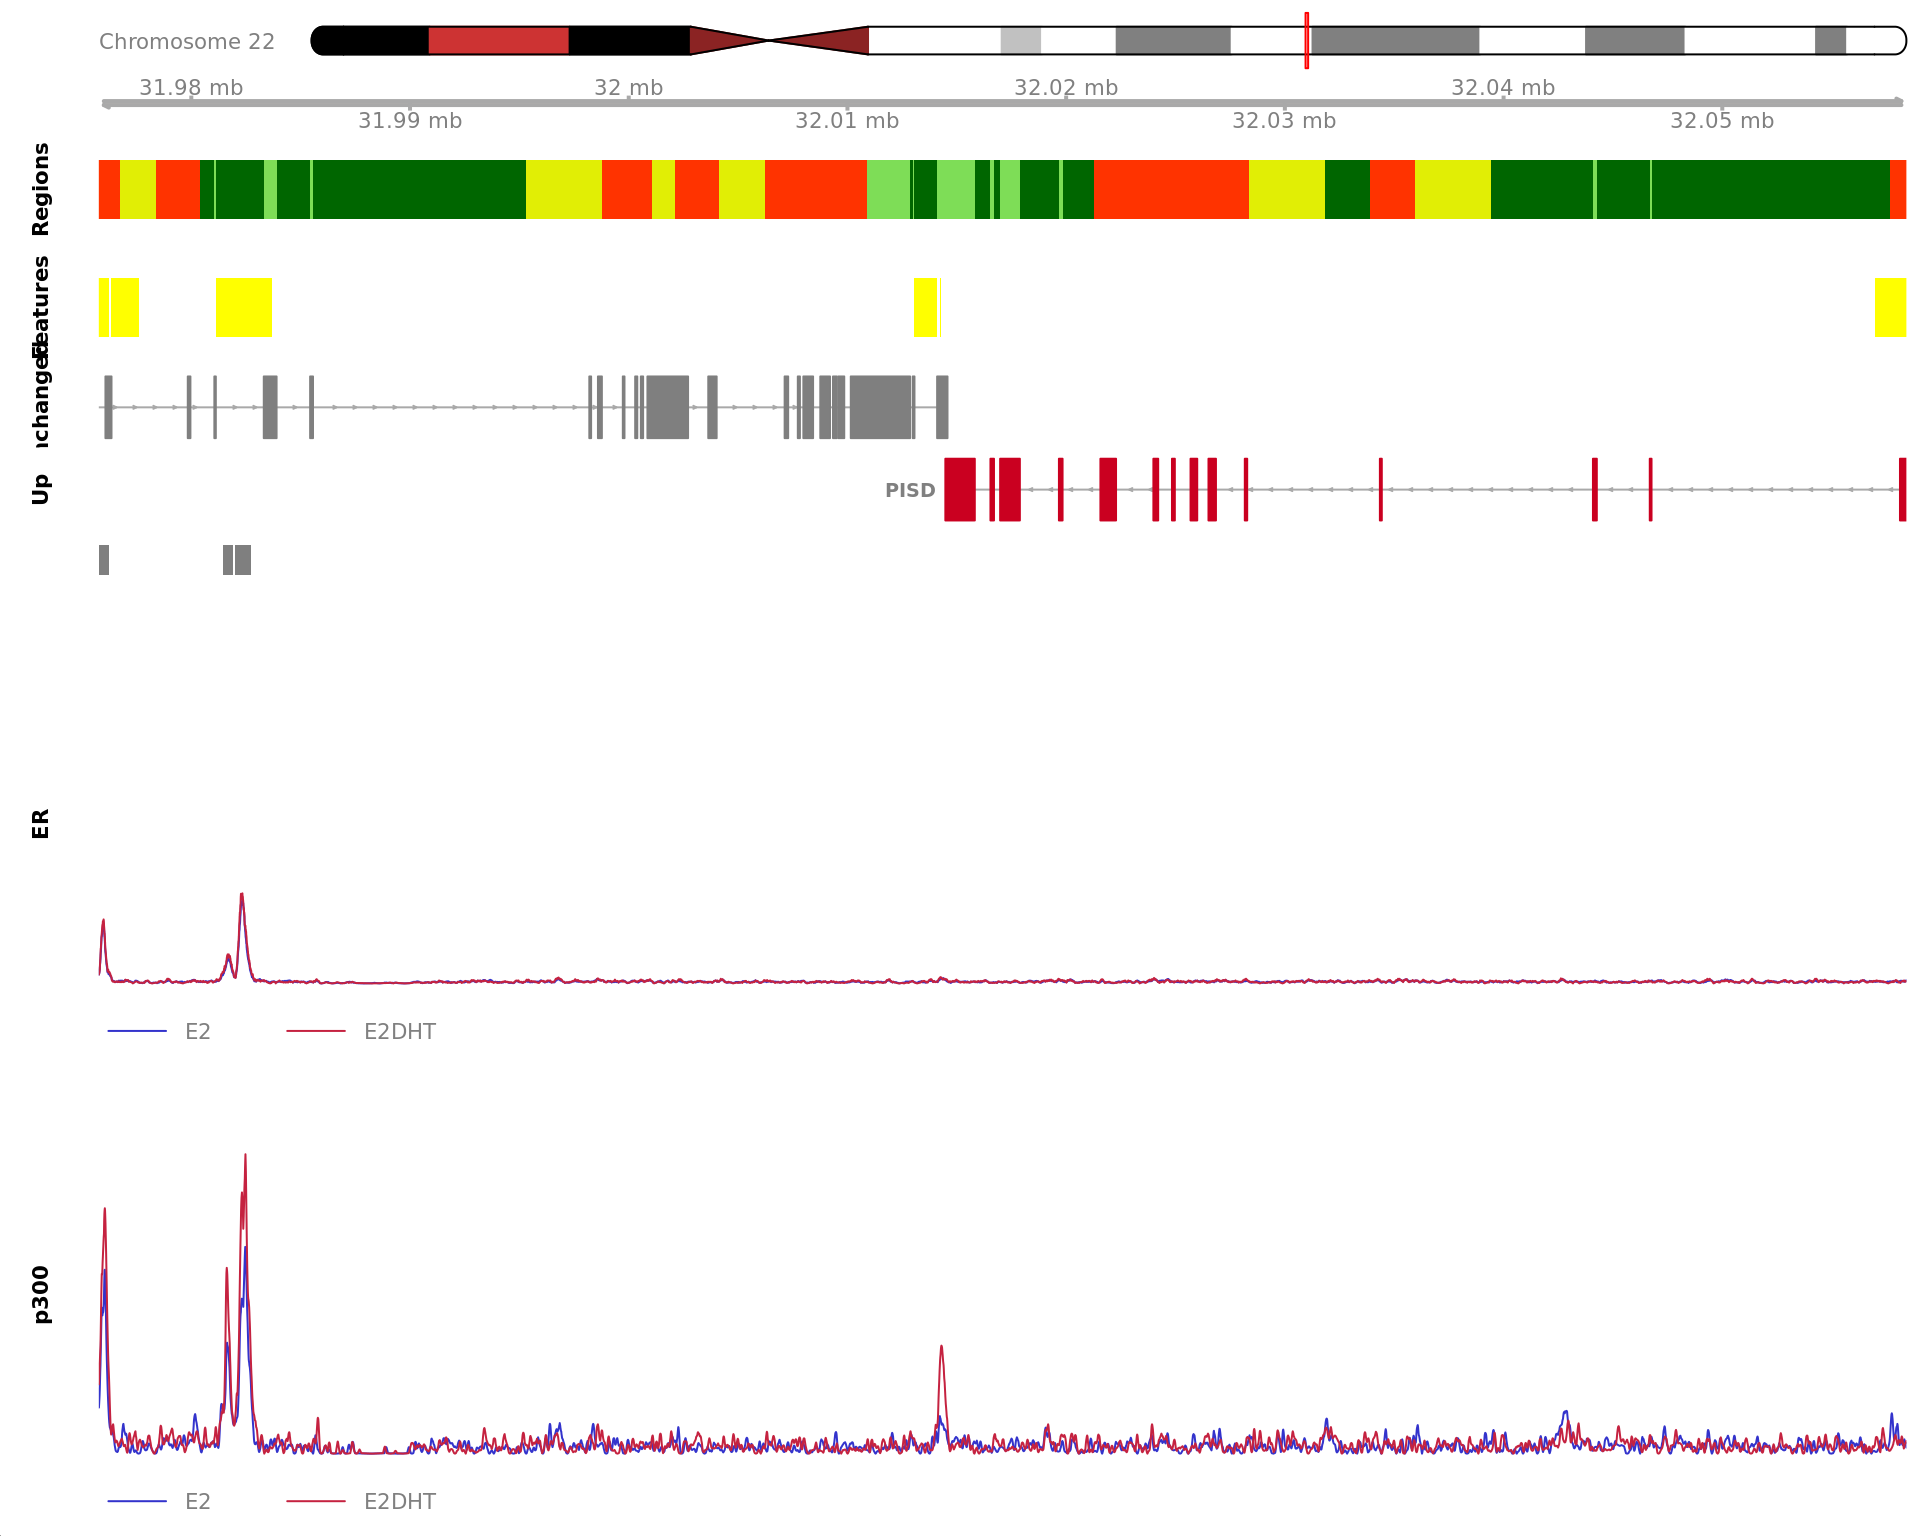 Chromosome 22
31.98 mb
32 mb
32.02 mb
32.04 mb
31.99 mb
32.01 mb
32.03 mb
32.05 mb
Regions
Features
Up
PISD
ER
E2
E2DHT
p300
E2
E2DHT